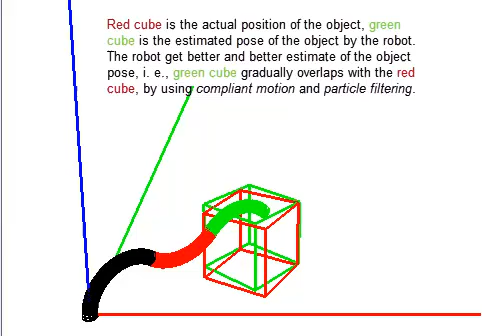 Red cube is the actual position of the object, green
cube is the estimated pose of the object by the robot.
The robot get better and better estimate of the object
pose, i. e., green cube gradually overlaps with the red
cube, by using compliant motion and particle filtering.